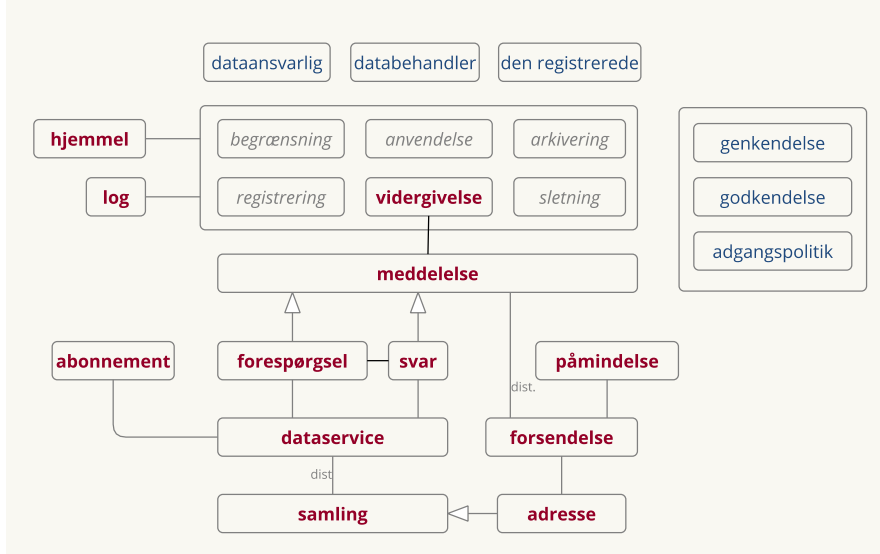 dataansvarlig
databehandler
den registrerede
hjemmel
begrænsning
anvendelse
arkivering
genkendelse
log
registrering
vidergivelse
sletning
godkendelse
adgangspolitik
meddelelse
abonnement
forespørgsel
svar
påmindelse
dist.
dataservice
forsendelse
dist
samling
adresse